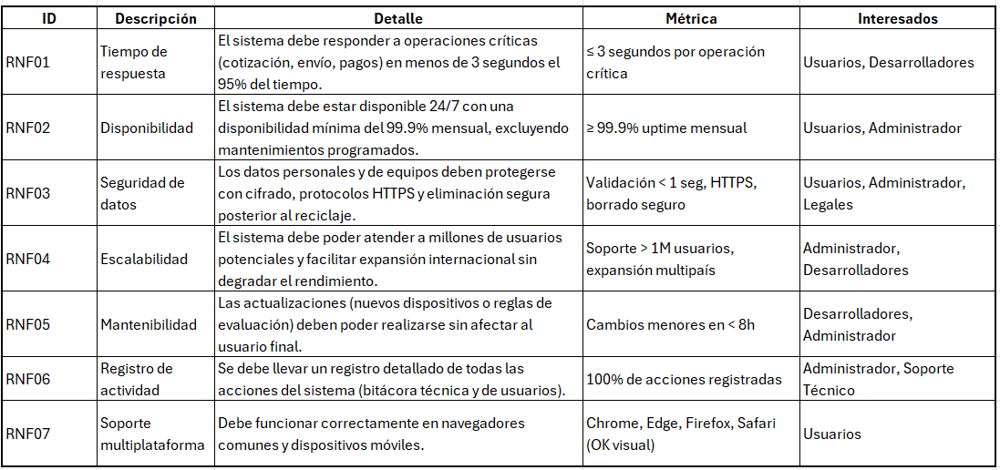 ID Descripción Detalle Métrica Interesados
RNF01
Tiempo de
respuesta
El sistema debe responder a operaciones críticas
(cotización, envío, pagos) en menos de 3 segundos el
95% del tiempo.
≤ 3 segundos por operación
crítica
Usuarios, Desarrolladores
RNF02
Disponibilidad
El sistema debe estar disponible 24/7 con una
disponibilidad mínima del 99.9% mensual, excluyendo
mantenimientos programados.
≥ 99.9% uptime mensual
Usuarios, Administrador
RNF03
Seguridad de
datos
Los datos personales y de equipos deben protegerse
con cifrado, protocolos HTTPS y eliminación segura
posterior al reciclaje.
Validación < 1 seg, HTTPS,
borrado seguro
Usuarios, Administrador,
Legales
RNF04
Escalabilidad
El sistema debe poder atender a millones de usuarios
potenciales y facilitar expansión internacional sin
degradar el rendimiento.
Soporte > 1M usuarios,
expansión multipaís
Administrador,
Desarrolladores
RNF05
Mantenibilidad
Las actualizaciones (nuevos dispositivos o reglas de
evaluación) deben poder realizarse sin afectar al
usuario final.
Cambios menores en < 8h
Desarrolladores,
Administrador
RNF06
Registro de
actividad
Se debe llevar un registro detallado de todas las
acciones del sistema (bitácora técnica y de usuarios).
100% de acciones registradas
Administrador, Soporte
Técnico
RNF07
Soporte
multiplataforma
Debe funcionar correctamente en navegadores
comunes y dispositivos móviles.
Chrome, Edge, Firefox, Safari
(OK visual)
Usuarios